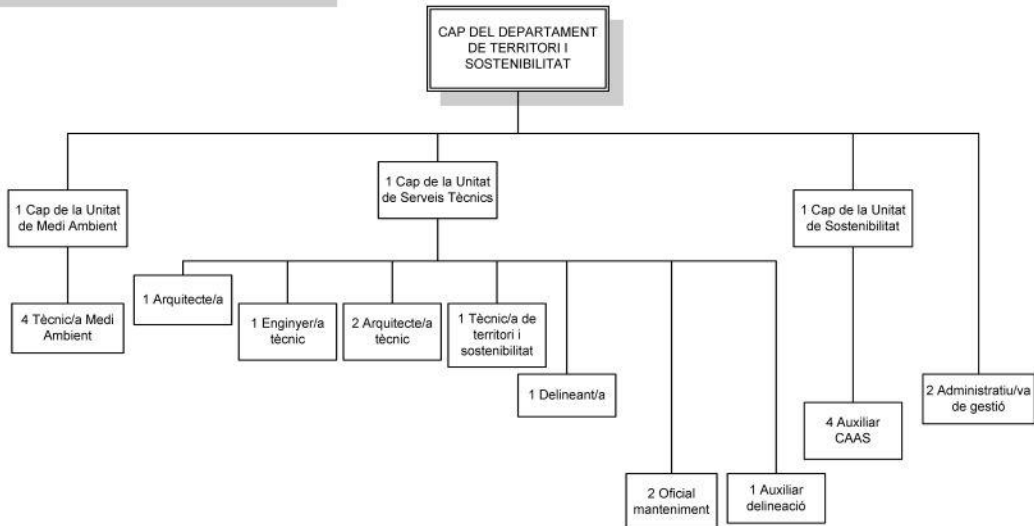 CAP DEL DEPARTAMENT
DE TERRITORI I
SOSTENIBILITAT
1 Cap de la Unitat
de Medi Ambient
1 Cap de la Unitat
de Serveis Tècnics
1 Cap de la Unitat
de Sostenibilitat
4 Tècnic/a Medi
Ambient
1 Arquitecte/a
1 Enginyer/a
tècnic
2 Arquitecte/a
tècnic
1 Tècnic/a de
territori i
sostenibilitat
1 Delineant/a
2 Oficial
manteniment
1 Auxiliar
delineació
4 Auxiliar
CAAS
2 Administratiu/va
de gestió